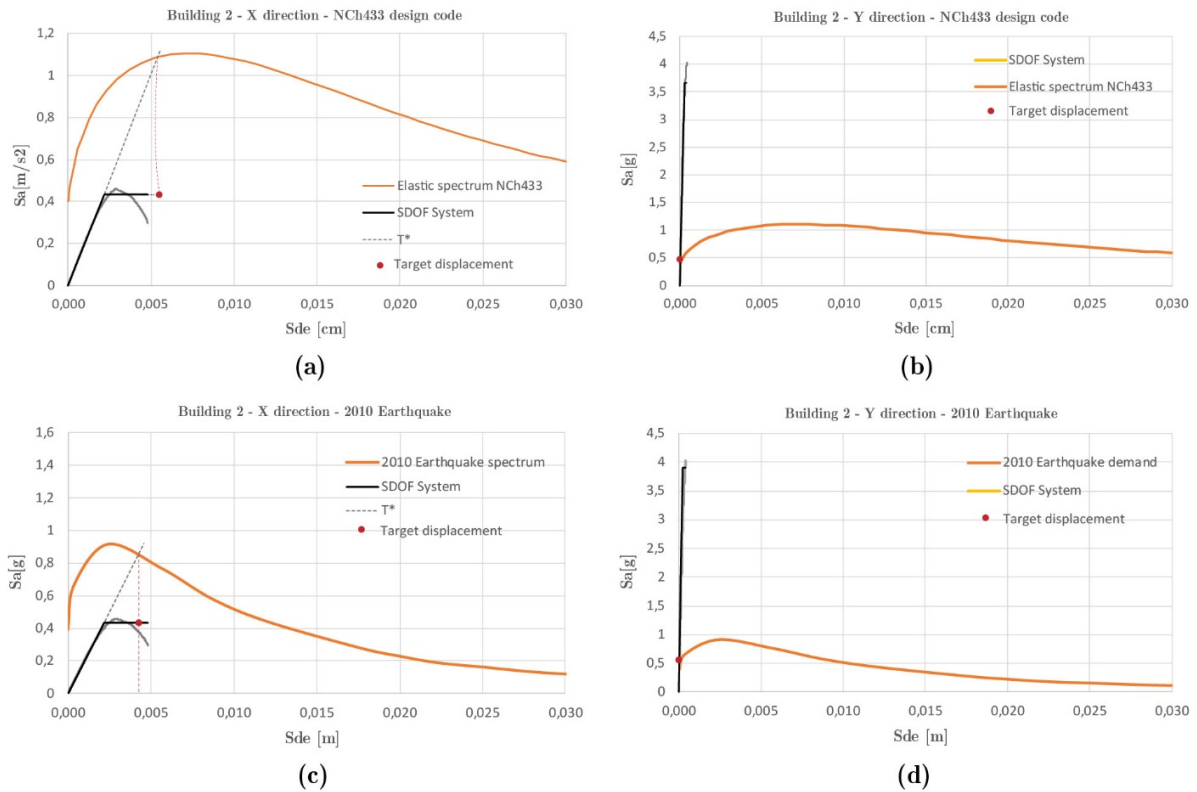 Building 2 - X direction - NCh433 design code
1,2
1
0,8
0,6
0,4
0,2
0
Sa[m/s2]
Elastic spectrum NCh433
SDOF System
T*
Target displacement
0,000 0,005 0,010 0,015 0,020 0,025 0,030
Sde [cm]
(a)
Building 2 - Y direction - NCh433 design code
4,5
4
3,5
3
2,5
2
1,5
1
0,5
0
Sa[g]
SDOF System
Elastic spectrum NCh433
Target displacement
0,000 0,005 0,010 0,015 0,020 0,025 0,030
Sde [cm]
(b)
Building 2 - X direction - 2010 Earthquake
1,6
1,4
1,2
1
0,8
0,6
0,4
0,2
0
Sa[g]
2010 Earthquake spectrum
SDOF System
T*
Target displacement
0,000 0,005 0,010 0,015 0,020 0,025 0,030
Sde [m]
(c)
Building 2 - Y direction - 2010 Earthquake
4,5
4
3,5
3
2,5
2
1,5
1
0,5
0
Sa[g]
2010 Earthquake demand
SDOF System
Target displacement
0,000 0,005 0,010 0,015 0,020 0,025 0,030
Sde [m]
(d)